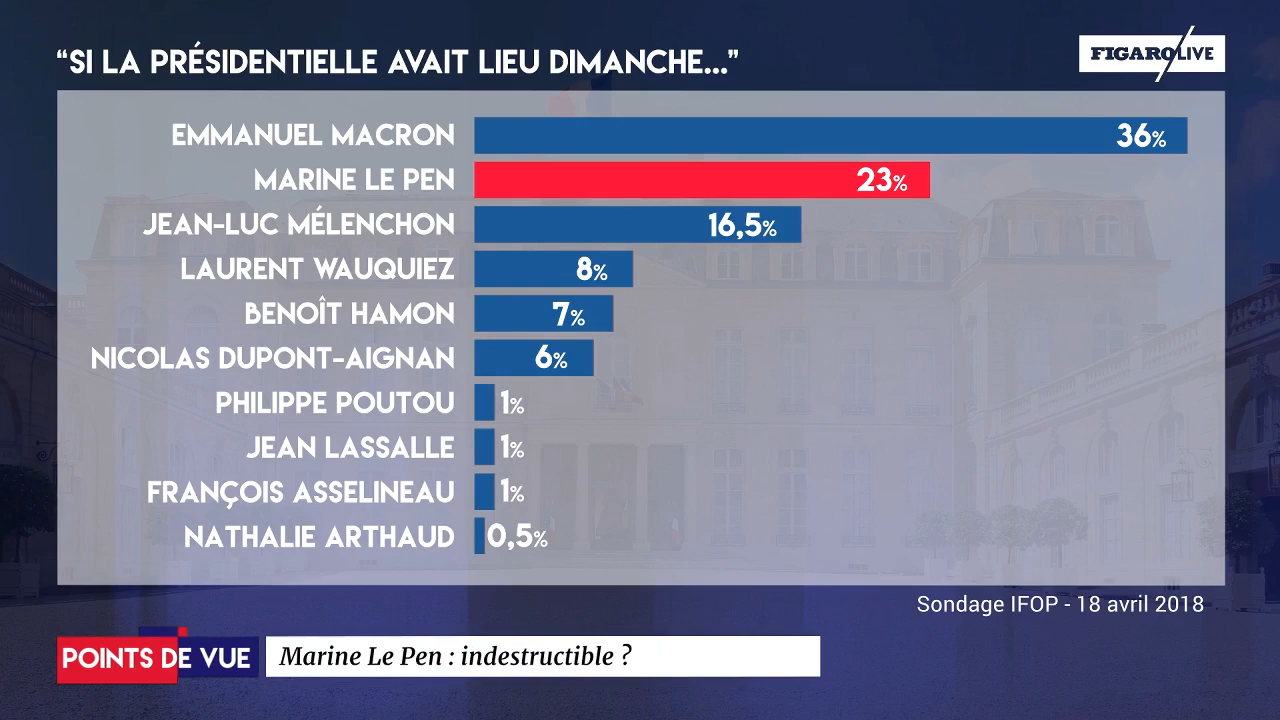 “SI LA PRÉSIDENTIELLE AVAIT LIEU DIMANCHE...”
FIGAROLIVE
EMMANUEL MACRON 36%
MARINE LE PEN 23%
JEAN-LUC MÉLENCHON 16,5%
LAURENT WAUQUIEZ 8%
BENOÎT HAMON 7%
NICOLAS DUPONT-AIGNAN 6%
PHILIPPE POUTOU 1%
JEAN LASSALLE 1%
FRANÇOIS ASSELINEAU 1%
NATHALIE ARTHAUD 0,5%
Sondage IFOP - 18 avril 2018
POINTS DE VUE
Marine Le Pen : indestructible ?